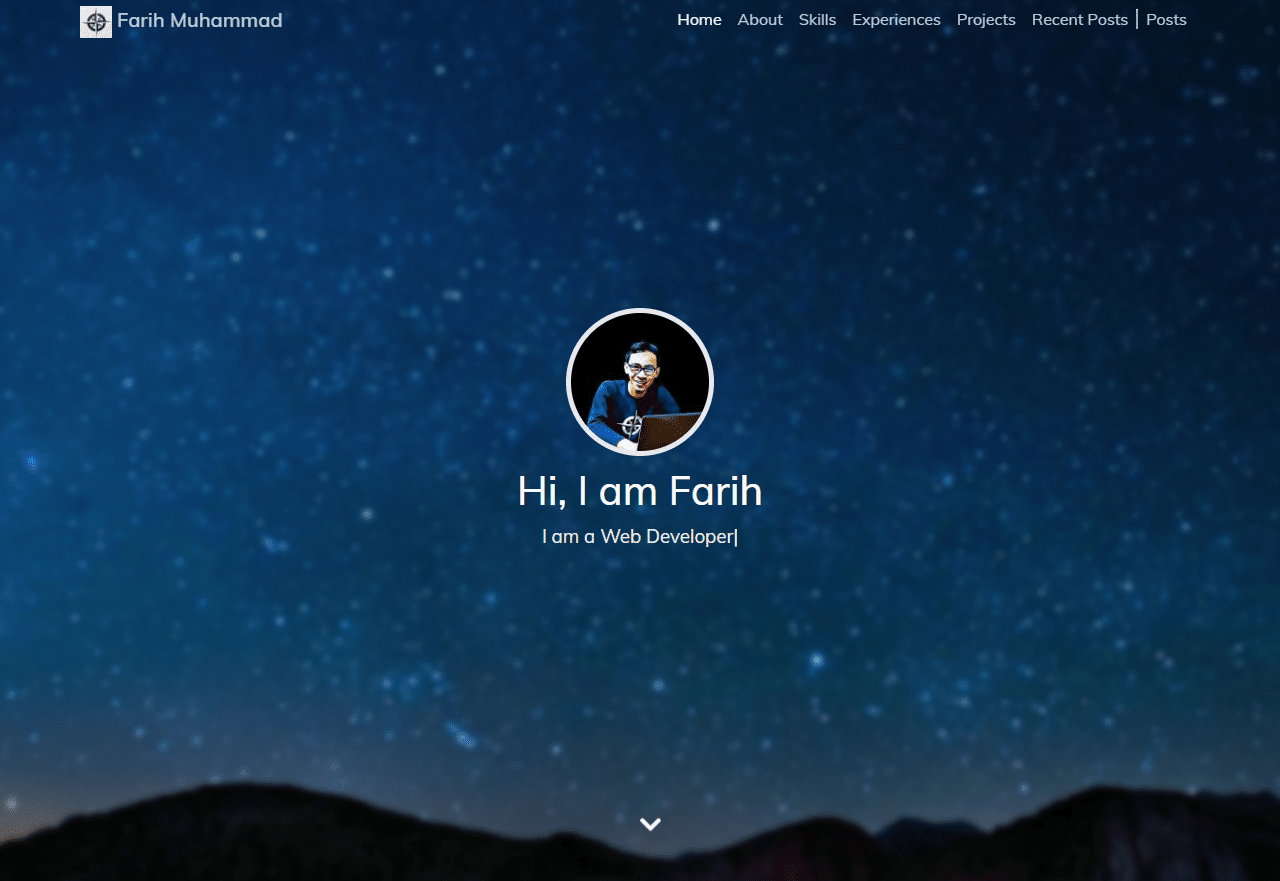 Farih Muhammad
Home About Skills Experiences Projects Recent Posts Posts
Hi, I am Farih
I am a Web Developer|